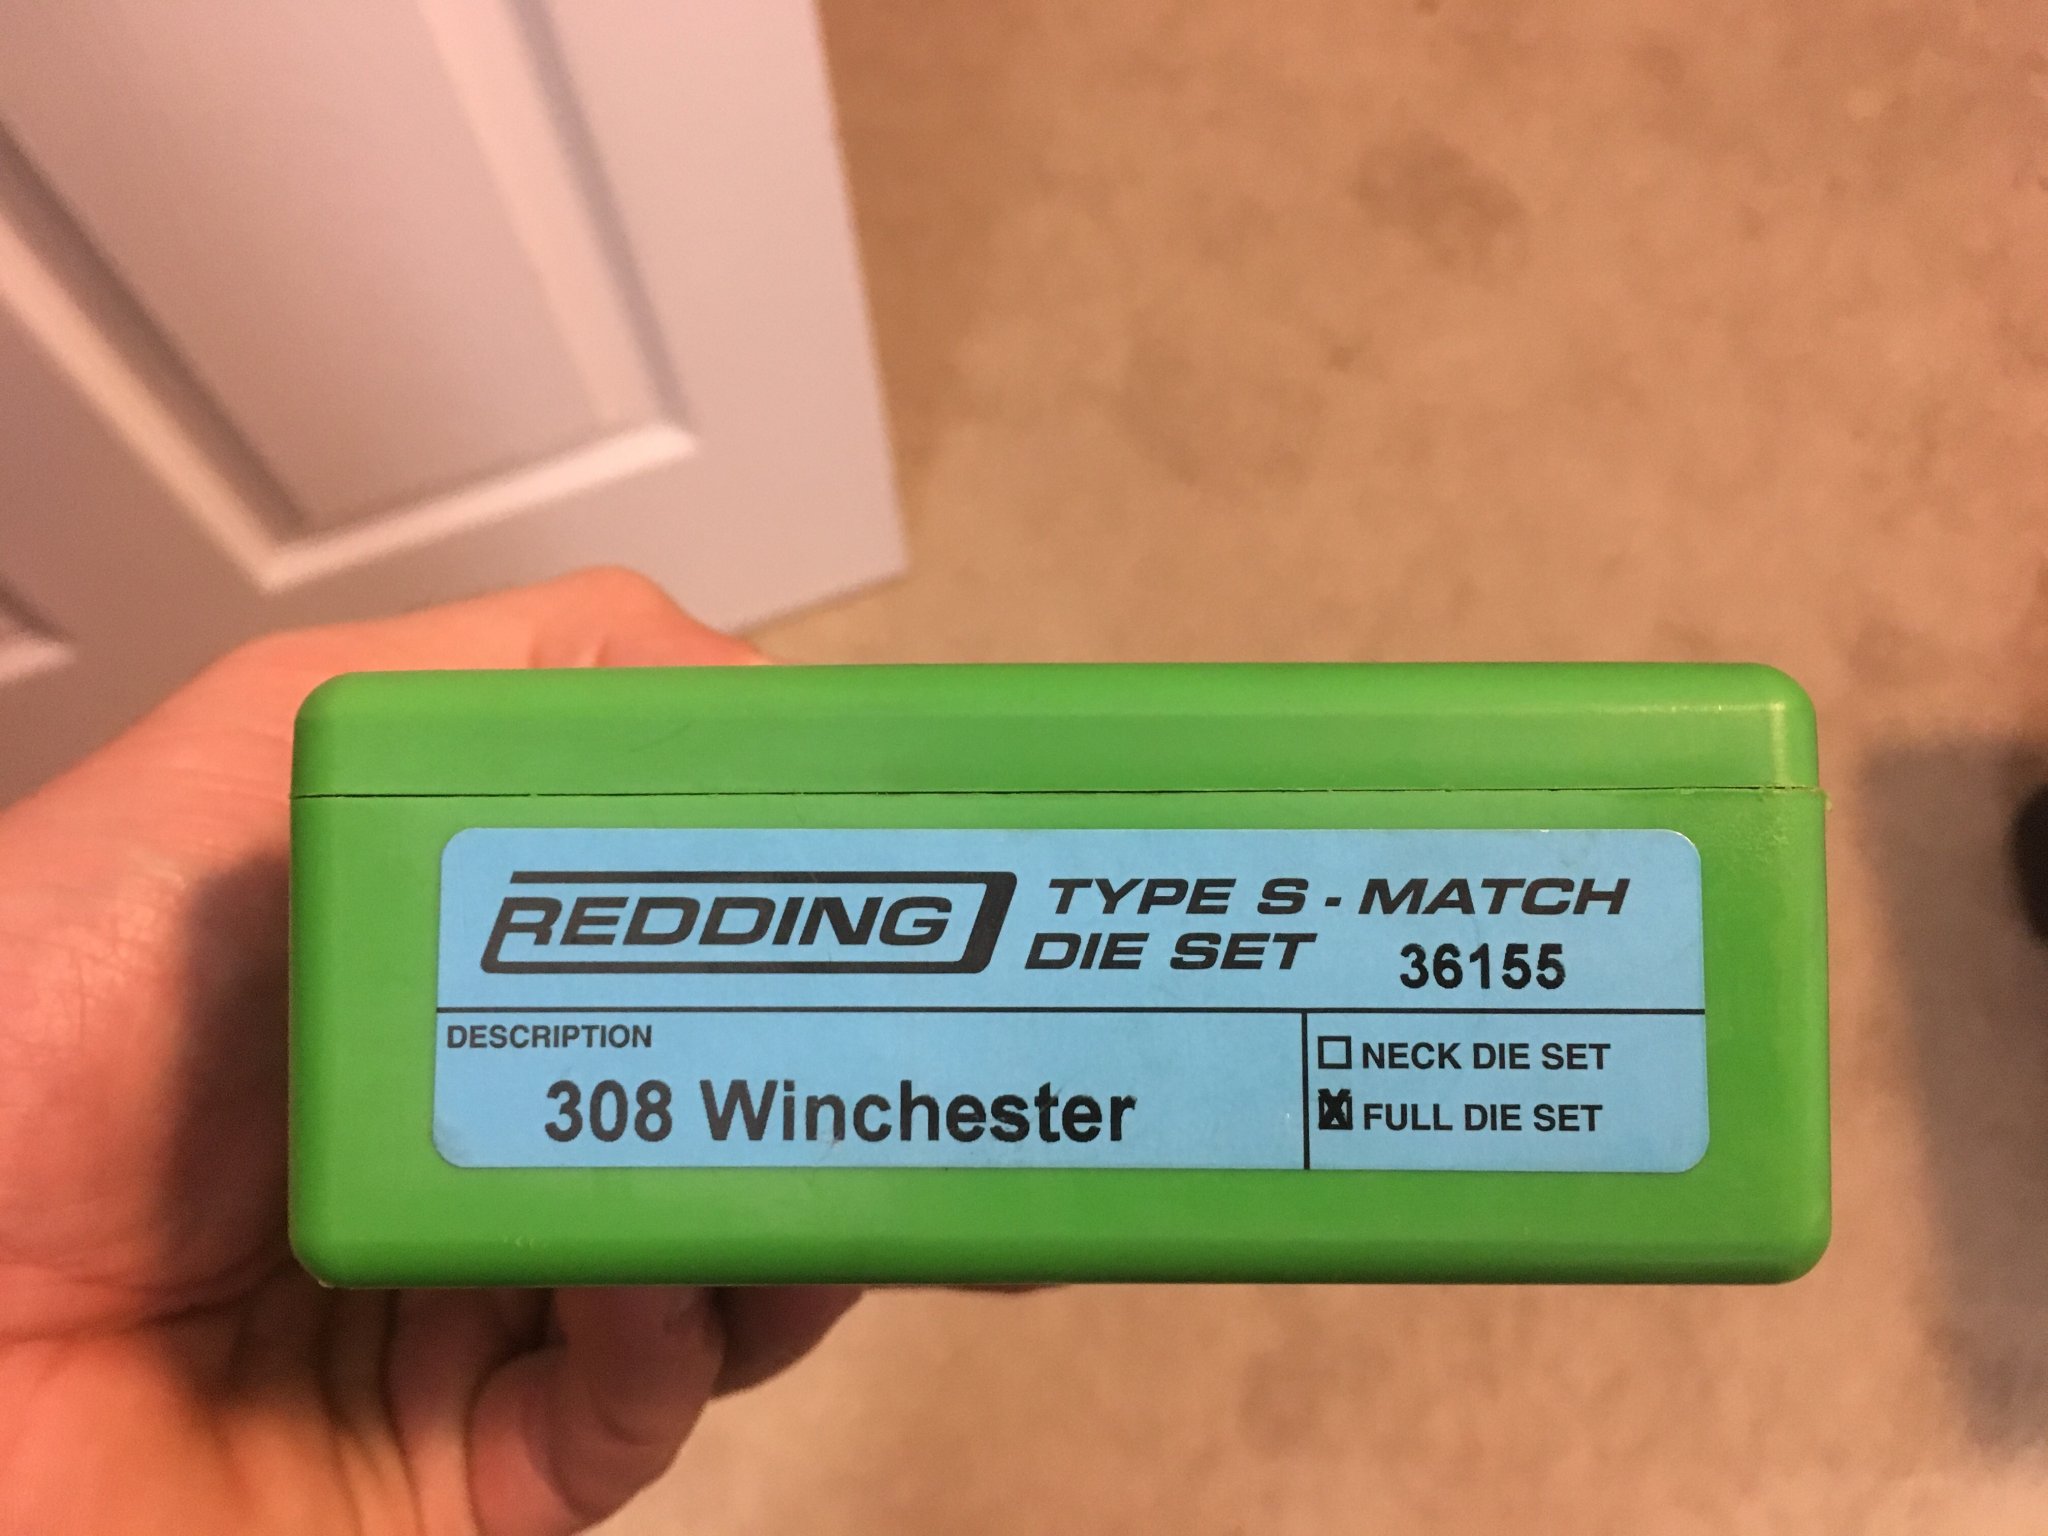 REDDING TYPE S - MATCH
DIE SET 36155
DESCRIPTION
308 Winchester
NECK DIE SET
FULL DIE SET